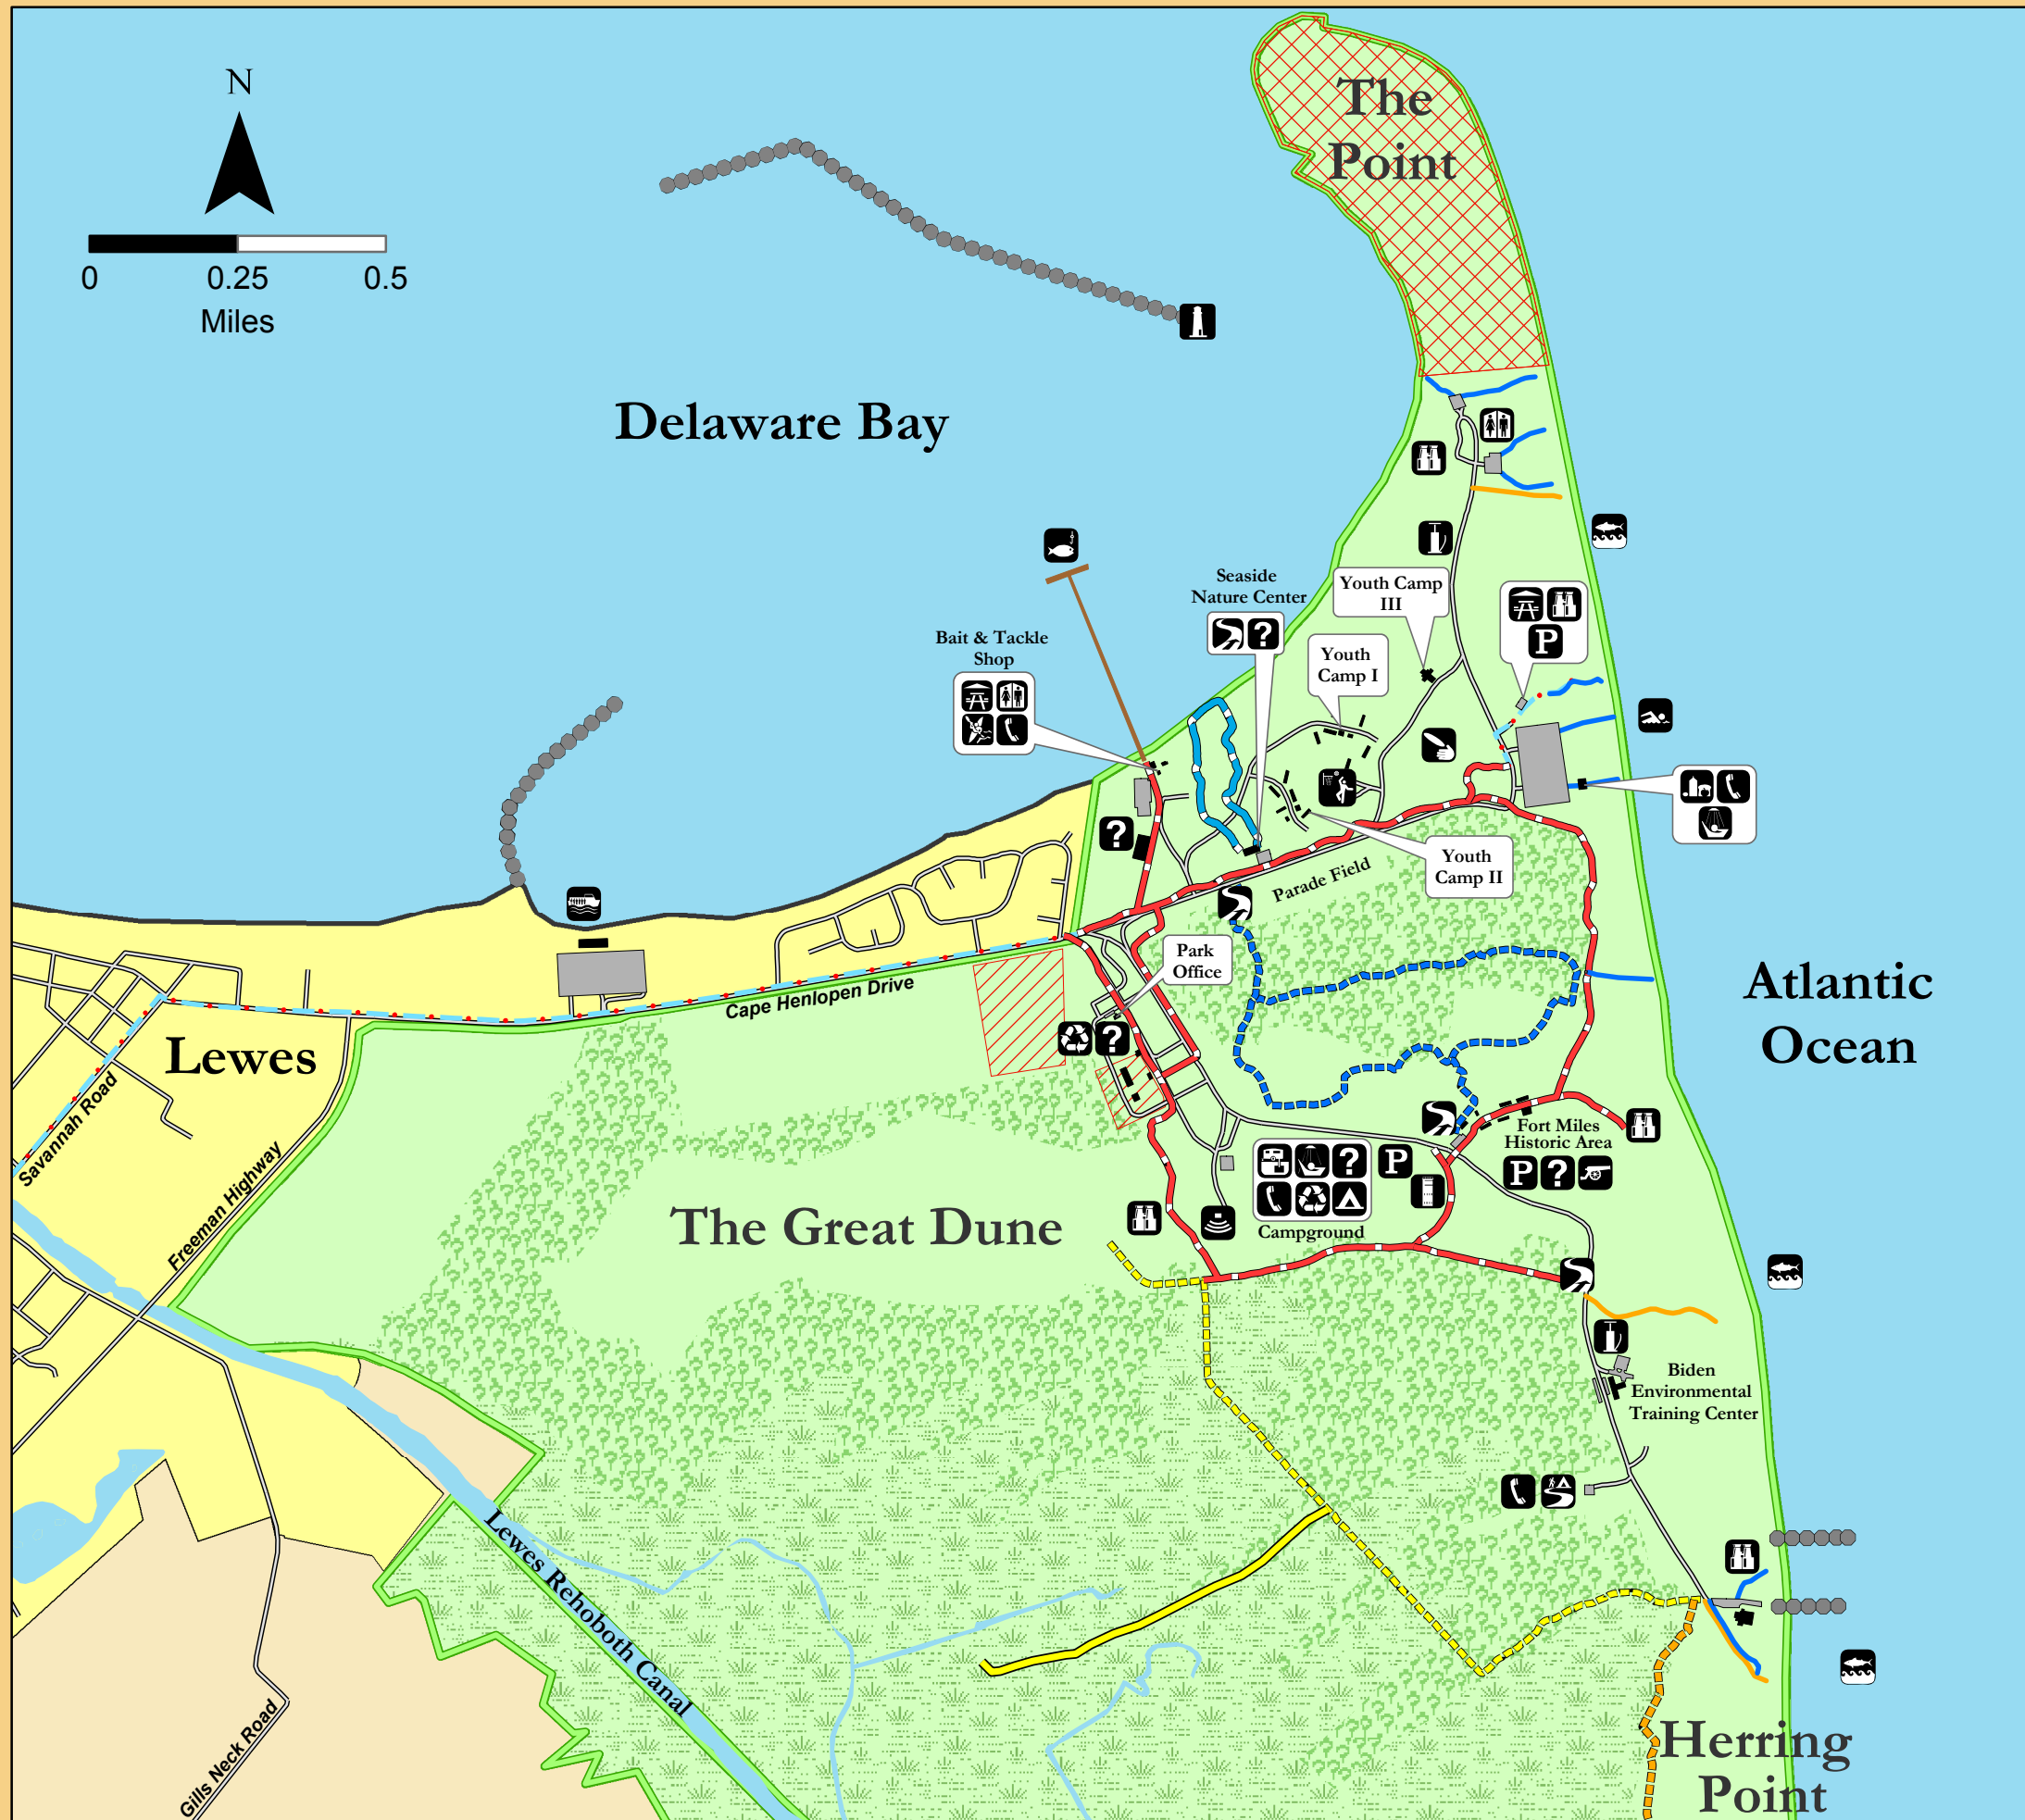 The
Point
N
0
0.25
0.5
Miles
Delaware Bay
Seaside
Nature Center
?
Youth Camp
III
Bait & Tackle
Shop
Youth
Camp I
P
?
Youth
Camp II
Parade Field
Park
Office
Atlantic
Ocean
Cape Henlopen Drive
Lewes
?
Savannah Road
Fort Miles
Historic Area
P
?
?
P
Campground
Freeman Highway
The Great Dune
Biden
Environmental
Training Center
Lewes Rehoboth Canal
Gills Neck Road
Herring
Point